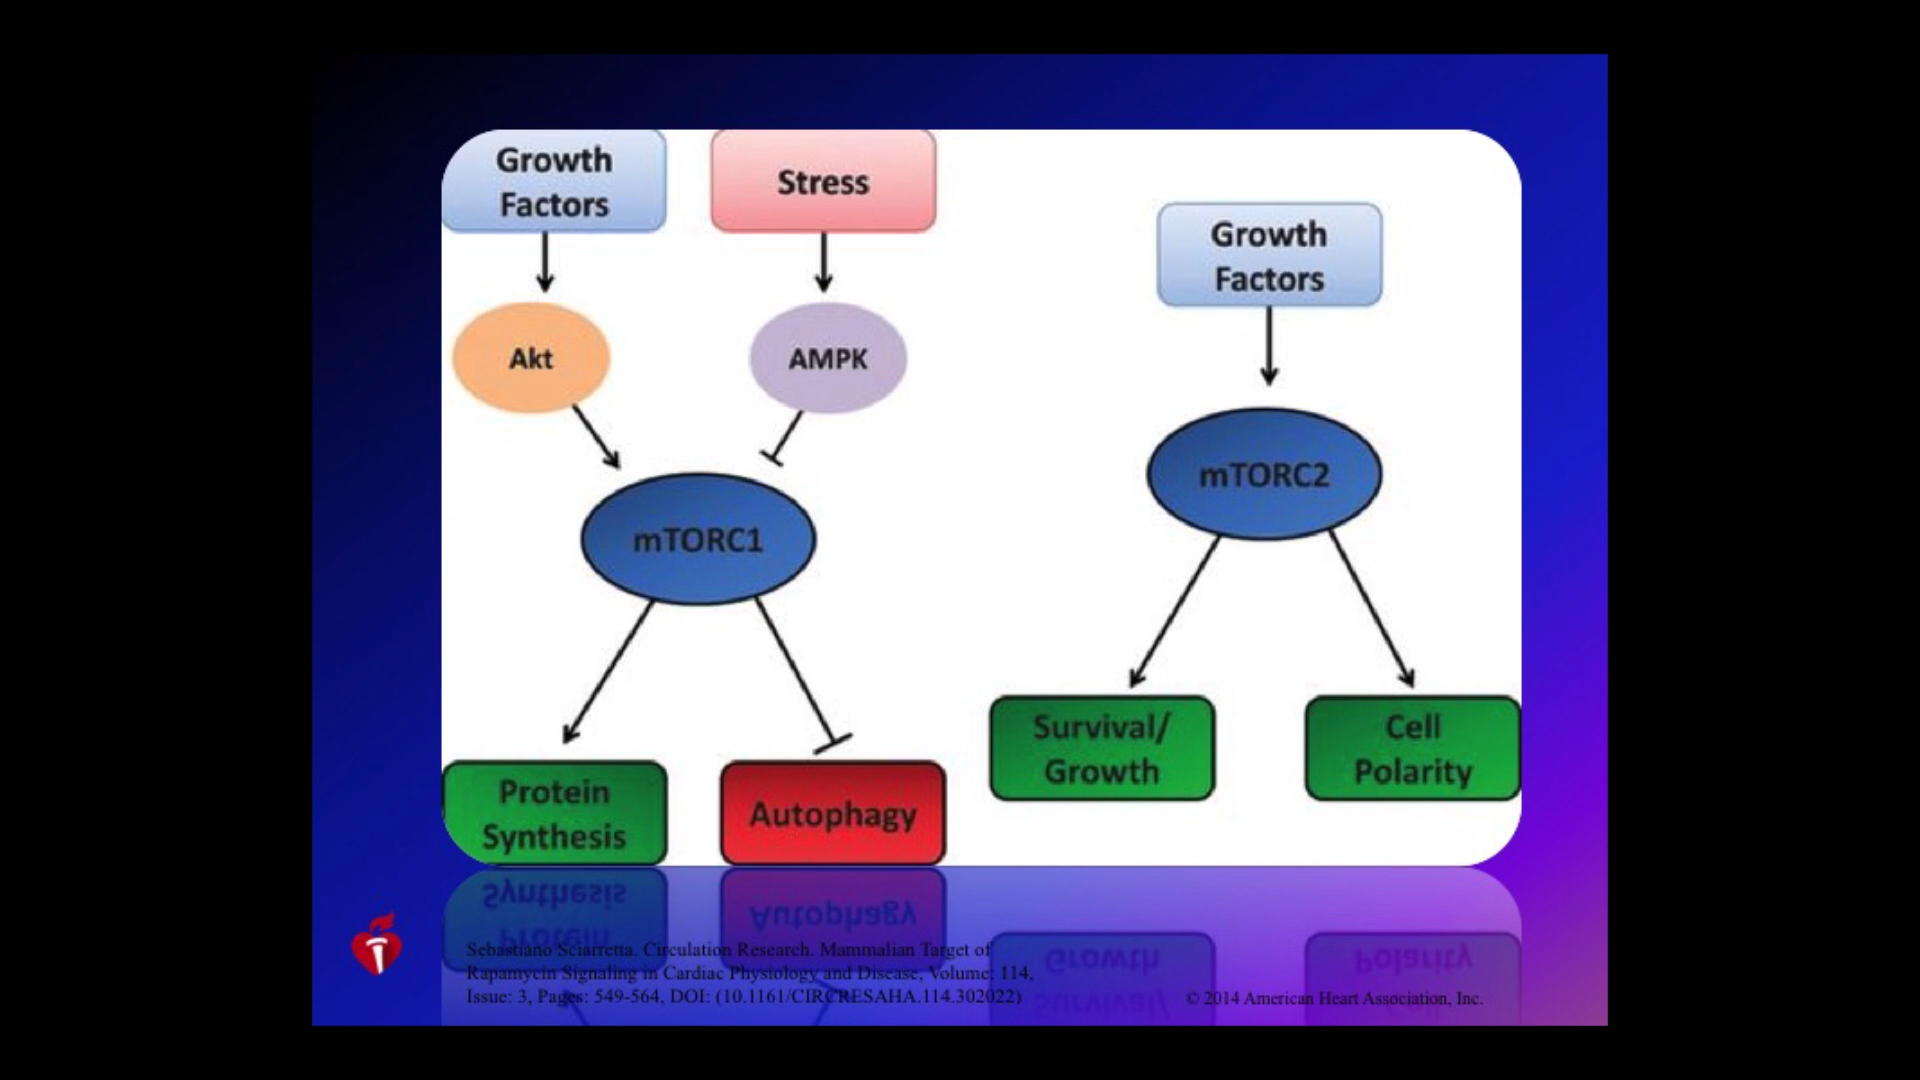 Growth
Factors
Stress
Growth
Factors
Akt
AMPK
mTORC1
mTORC2
Survival/
Growth
Cell
Polarity
Protein
Synthesis
Autophagy
Sebastiano Sciarretta. Circulation Research. Mammalian Target of
Rapamycin Signaling in Cardiac Physiology and Disease, Volume: 114,
Issue: 3, Pages: 549-564, DOI: (10.1161/CIRCRESAHA.114.302022)
© 2014 American Heart Association, Inc.